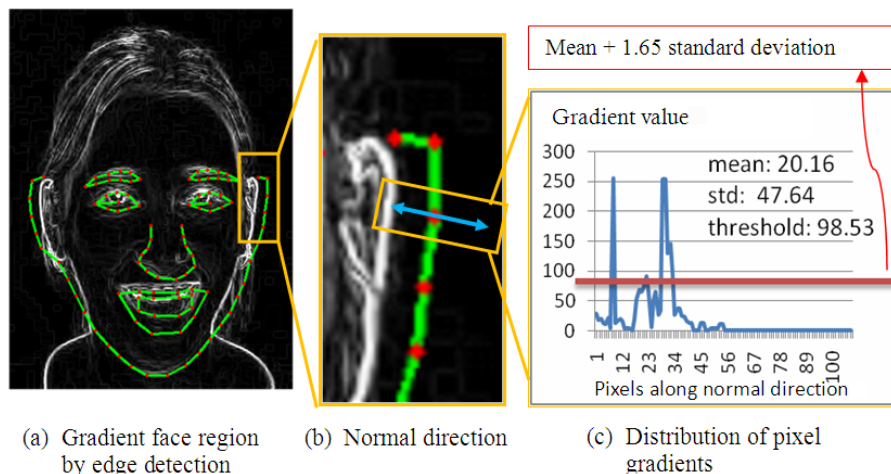 Mean + 1.65 standard deviation
Gradient value
300
250
200
150
100
50
0
mean: 20.16
std: 47.64
threshold: 98.53
1 12 23 34 45 56 67 78 89 100
Pixels along normal direction
(a) Gradient face region
by edge detection
(b) Normal direction
(c) Distribution of pixel
gradients